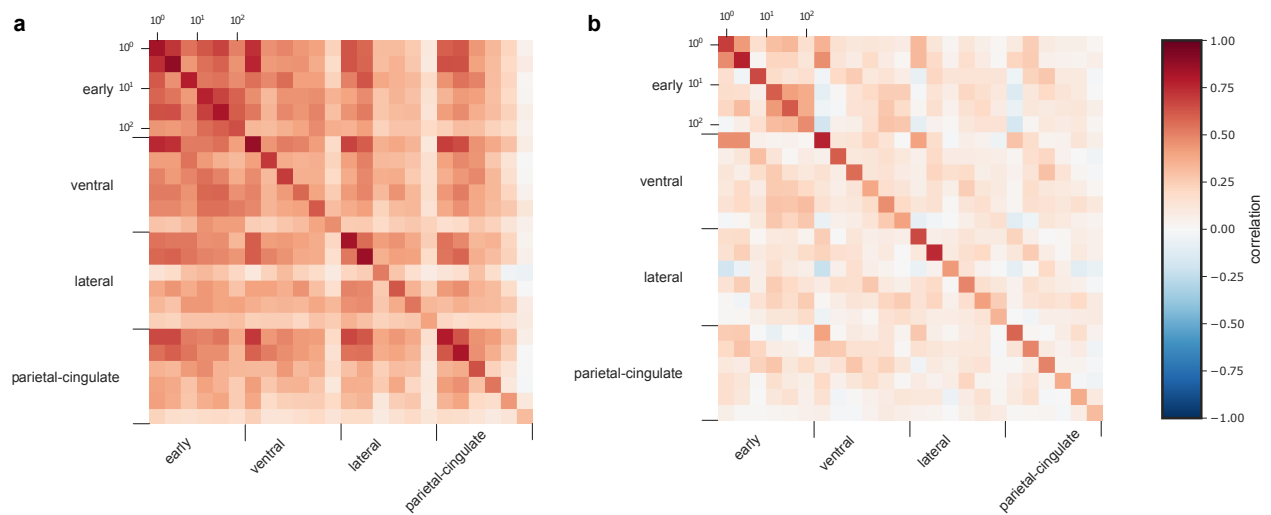 a
10⁰ 10¹ 10²
10⁰
early
10¹
10²
ventral
lateral
parietal-cingulate
early
ventral
lateral
parietal-cingulate
b
10⁰ 10¹ 10²
10⁰
early
10¹
10²
ventral
lateral
parietal-cingulate
early
ventral
lateral
parietal-cingulate
1.00
0.75
0.50
0.25
0.00
−0.25
−0.50
−0.75
−1.00
correlation